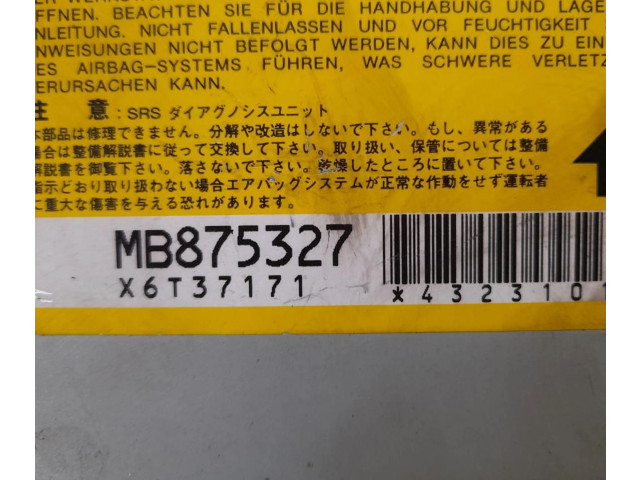 ÖFFNEN. BEACHTEN SIE FÜR DIE HANDHABUNG UND LAGE
ANLEITUNG. NICHT FALLENLASSEN UND VOR FEUCHTIGKEIT
ANWEISUNGEN NICHT BEFOLGT WERDEN, KANN DIES ZU EIN
DES AIRBAG-SYSTEMS FÜHREN, WAS SCHWERE VERLETZ
VERURSACHEN KANN.
注 意 : SRS ダイアグノシスユニット
本部品は修理できません。分解や改造はしないで下さい。もし、異常がある
場合は整備解説書に従って交換して下さい。取り扱い、保管については整備
解説書を御覧下さい。落さないで下さい。乾燥したところに置いて下さい。
指示どおり取り扱わない場合エアバッグシステムが正常な作動をせず運転者
に重大な傷害を与える恐れがあります。
MB875327
X6T37171
*4323101